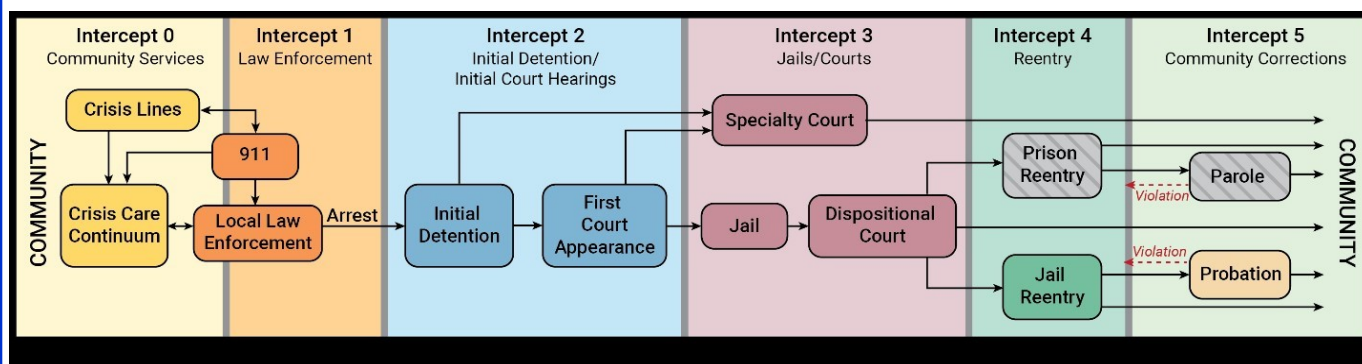 Intercept 0
Community Services
Intercept 1
Law Enforcement
Intercept 2
Initial Detention/
Initial Court Hearings
Intercept 3
Jails/Courts
Intercept 4
Reentry
Intercept 5
Community Corrections
COMMUNITY
Crisis Lines
911
Crisis Care
Continuum
Local Law
Enforcement
Arrest
Initial
Detention
First
Court
Appearance
Specialty Court
Jail
Dispositional
Court
Prison
Reentry
Parole
Violation
Jail
Reentry
Violation
Probation
COMMUNITY